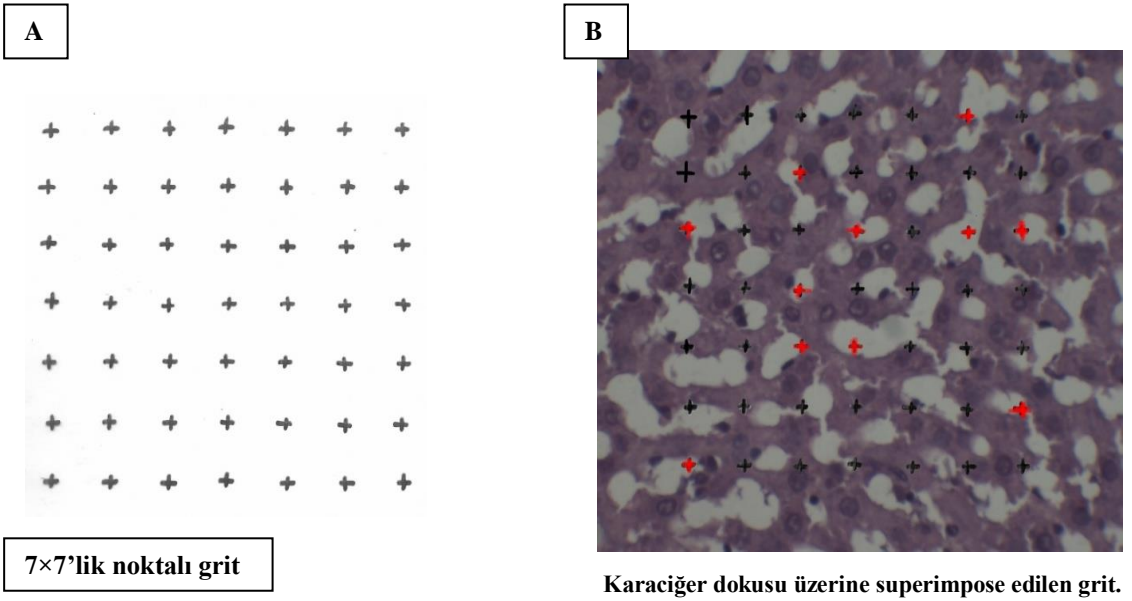 A
B
7×7’lik noktalı grit
Karaciğer dokusu üzerine superimpose edilen grit.